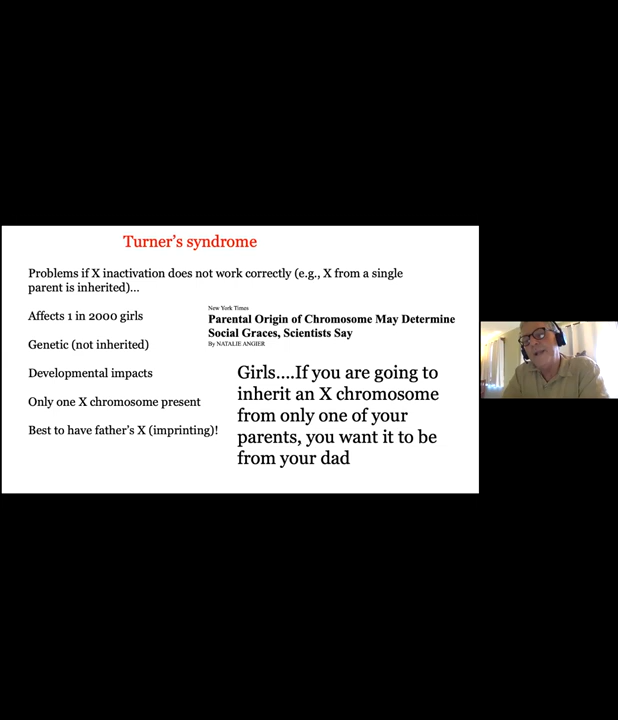 Turner's syndrome
Problems if X inactivation does not work correctly (e.g., X from a single
parent is inherited)...
Affects 1 in 2000 girls
Genetic (not inherited)
Developmental impacts
Only one X chromosome present
Best to have father's X (imprinting)!
New York Times
Parental Origin of Chromosome May Determine
Social Graces, Scientists Say
By NATALIE ANGIER
Girls....If you are going to
inherit an X chromosome
from only one of your
parents, you want it to be
from your dad